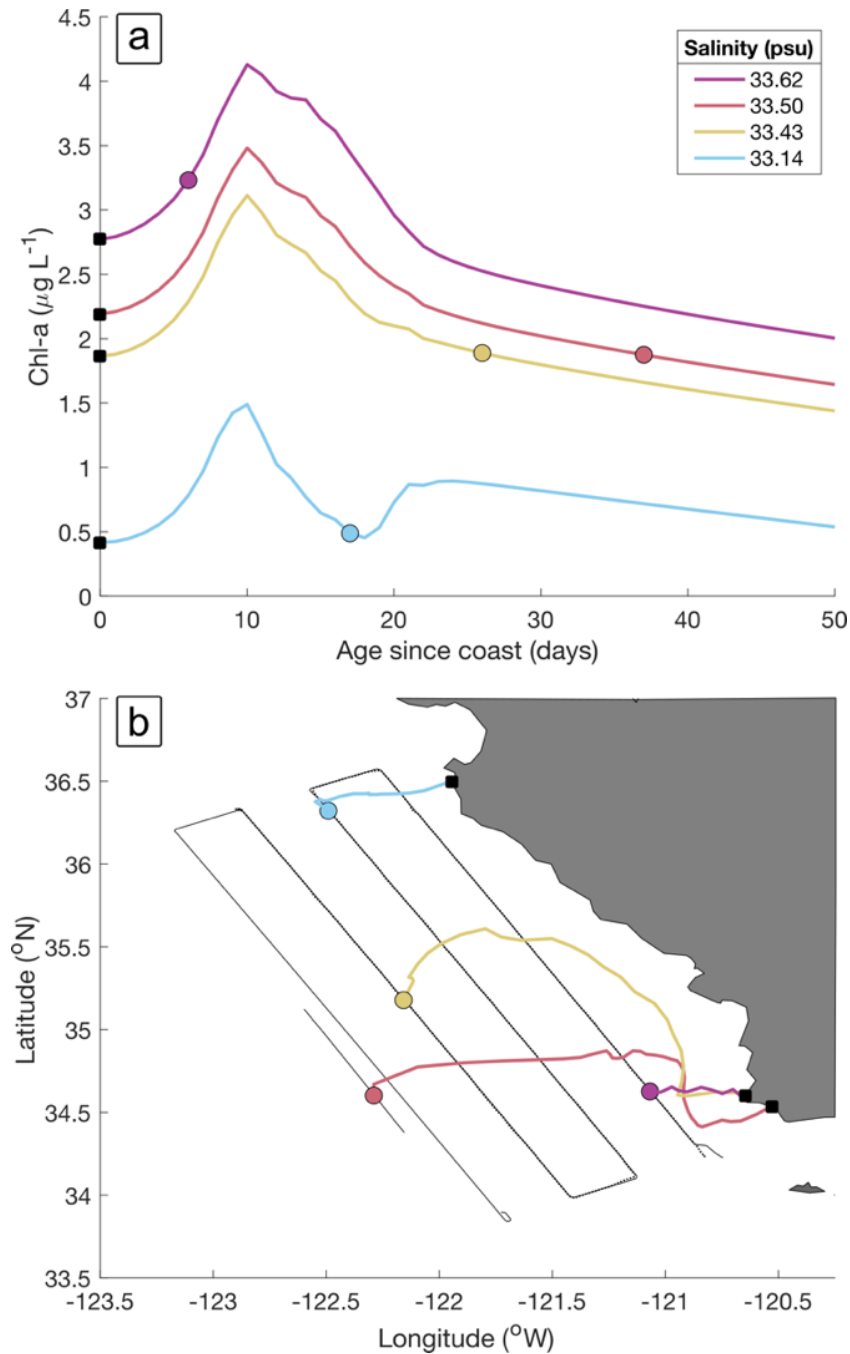 a
Salinity (psu)
33.62
33.50
33.43
33.14
4.5
4
3.5
3
2.5
2
1.5
1
0.5
0
Chl-a (μg L⁻¹)
0 10 20 30 40 50
Age since coast (days)
b
37
36.5
36
35.5
35
34.5
34
33.5
Latitude (°N)
-123.5 -123 -122.5 -122 -121.5 -121 -120.5
Longitude (°W)